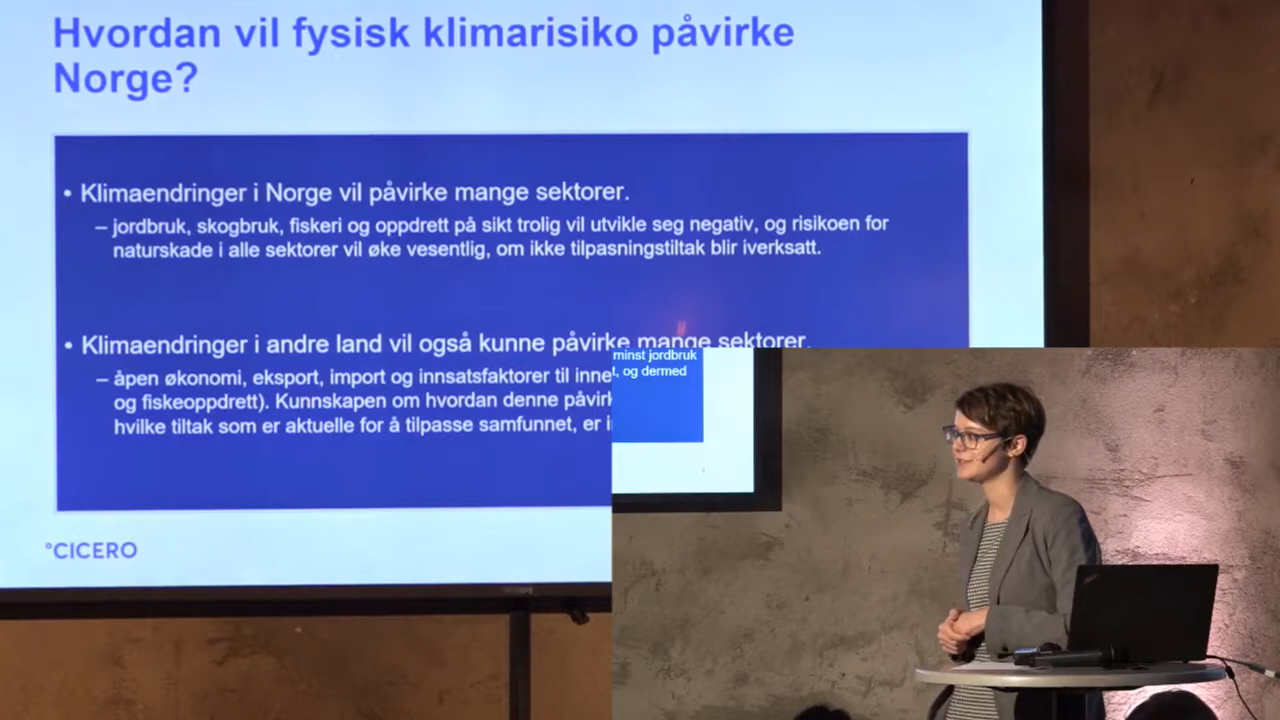 Hvordan vil fysisk klimarisiko påvirke
Norge?
• Klimaendringer i Norge vil påvirke mange sektorer.
– jordbruk, skogbruk, fiskeri og oppdrett på sikt trolig vil utvikle seg negativ, og risikoen for
naturskade i alle sektorer vil øke vesentlig, om ikke tilpasningstiltak blir iverksatt.
• Klimaendringer i andre land vil også kunne påvirke mange sektorer.
– åpen økonomi, eksport, import og innsatsfaktorer til
og fiskeoppdrett). Kunnskapen om hvordan denne
hvilke tiltak som er aktuelle for å tilpasse samfunnet, er
minst jordbruk
, og dermed
°CICERO